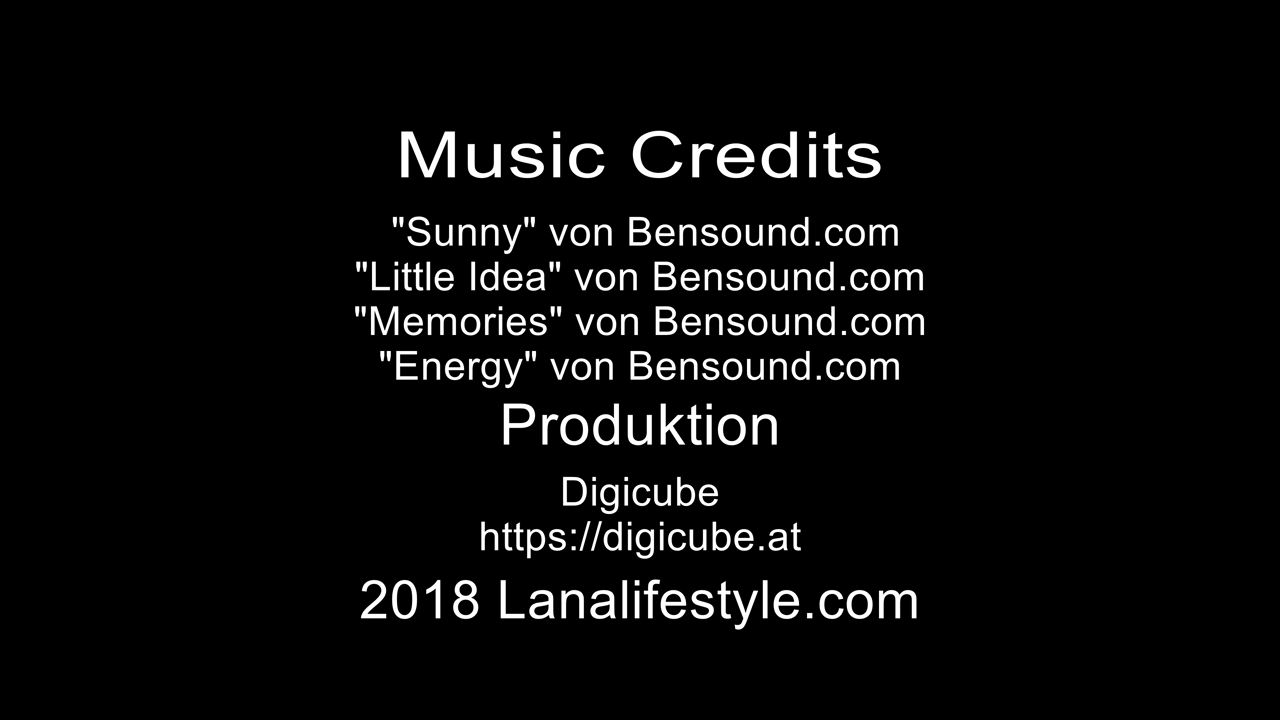 Music Credits
"Sunny" von Bensound.com
"Little Idea" von Bensound.com
"Memories" von Bensound.com
"Energy" von Bensound.com
Produktion
Digicube
https://digicube.at
2018 Lanalifestyle.com